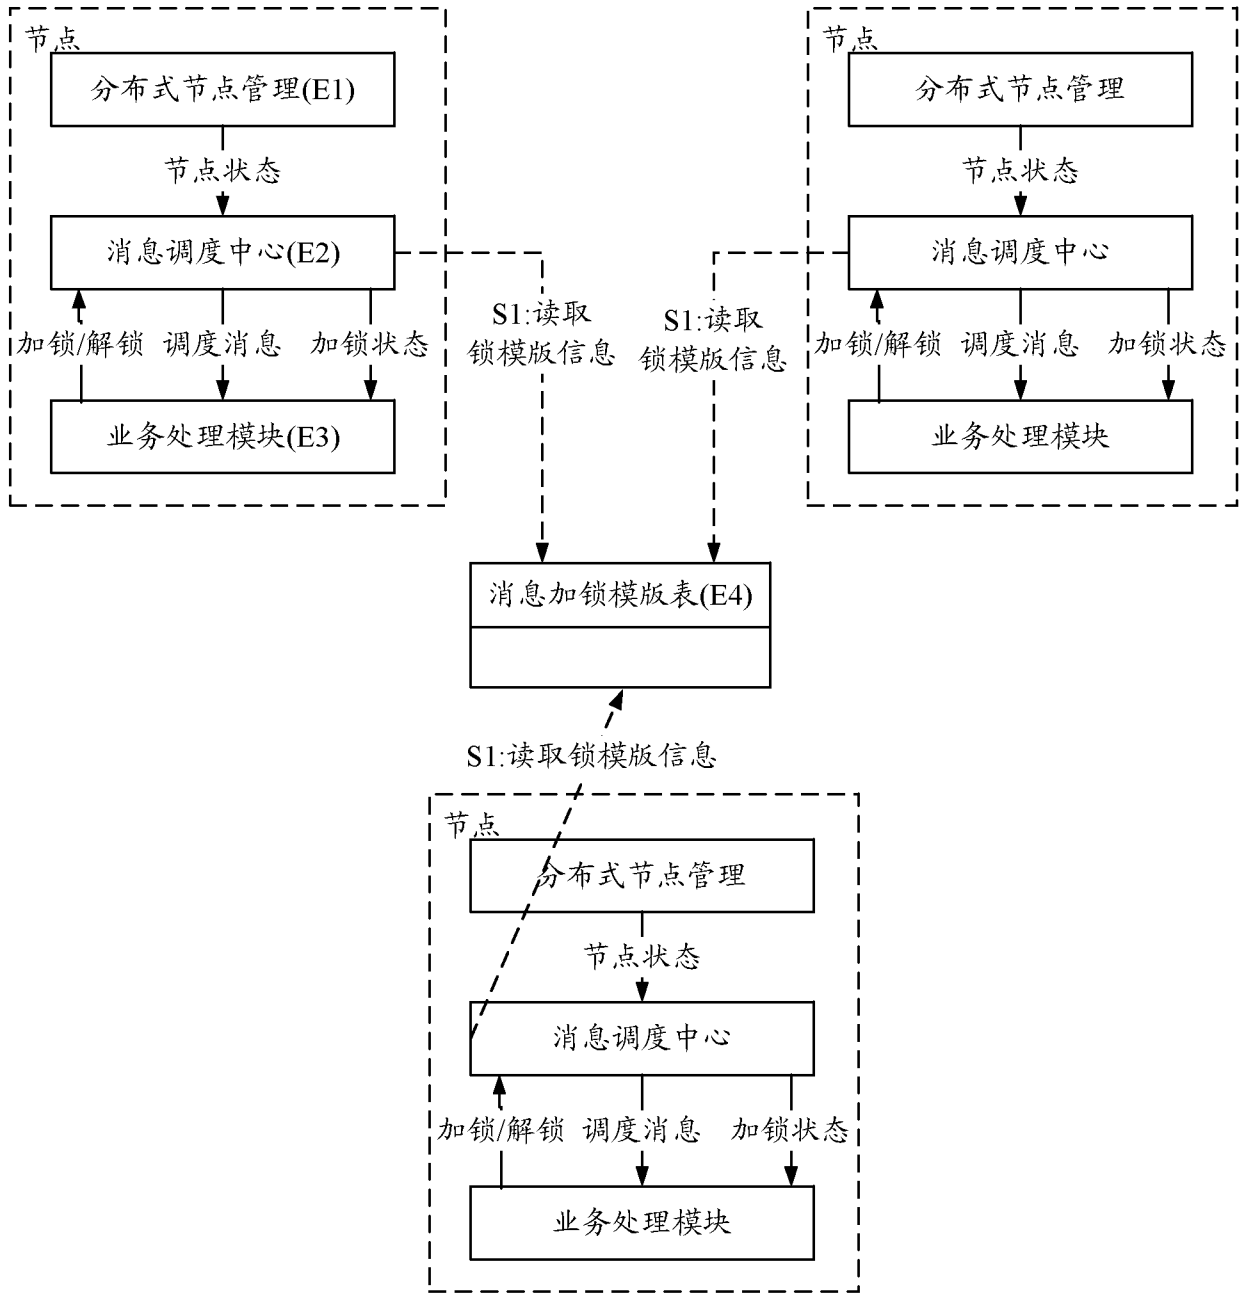 节点
分布式节点管理(E1)
节点状态
消息调度中心(E2)
加锁/解锁 调度消息 加锁状态
业务处理模块(E3)
S1:读取
锁模版信息
节点
分布式节点管理
节点状态
消息调度中心
加锁/解锁 调度消息 加锁状态
业务处理模块
S1:读取
锁模版信息
消息加锁模版表(E4)
S1:读取锁模版信息
节点
分布式节点管理
节点状态
消息调度中心
加锁/解锁 调度消息 加锁状态
业务处理模块